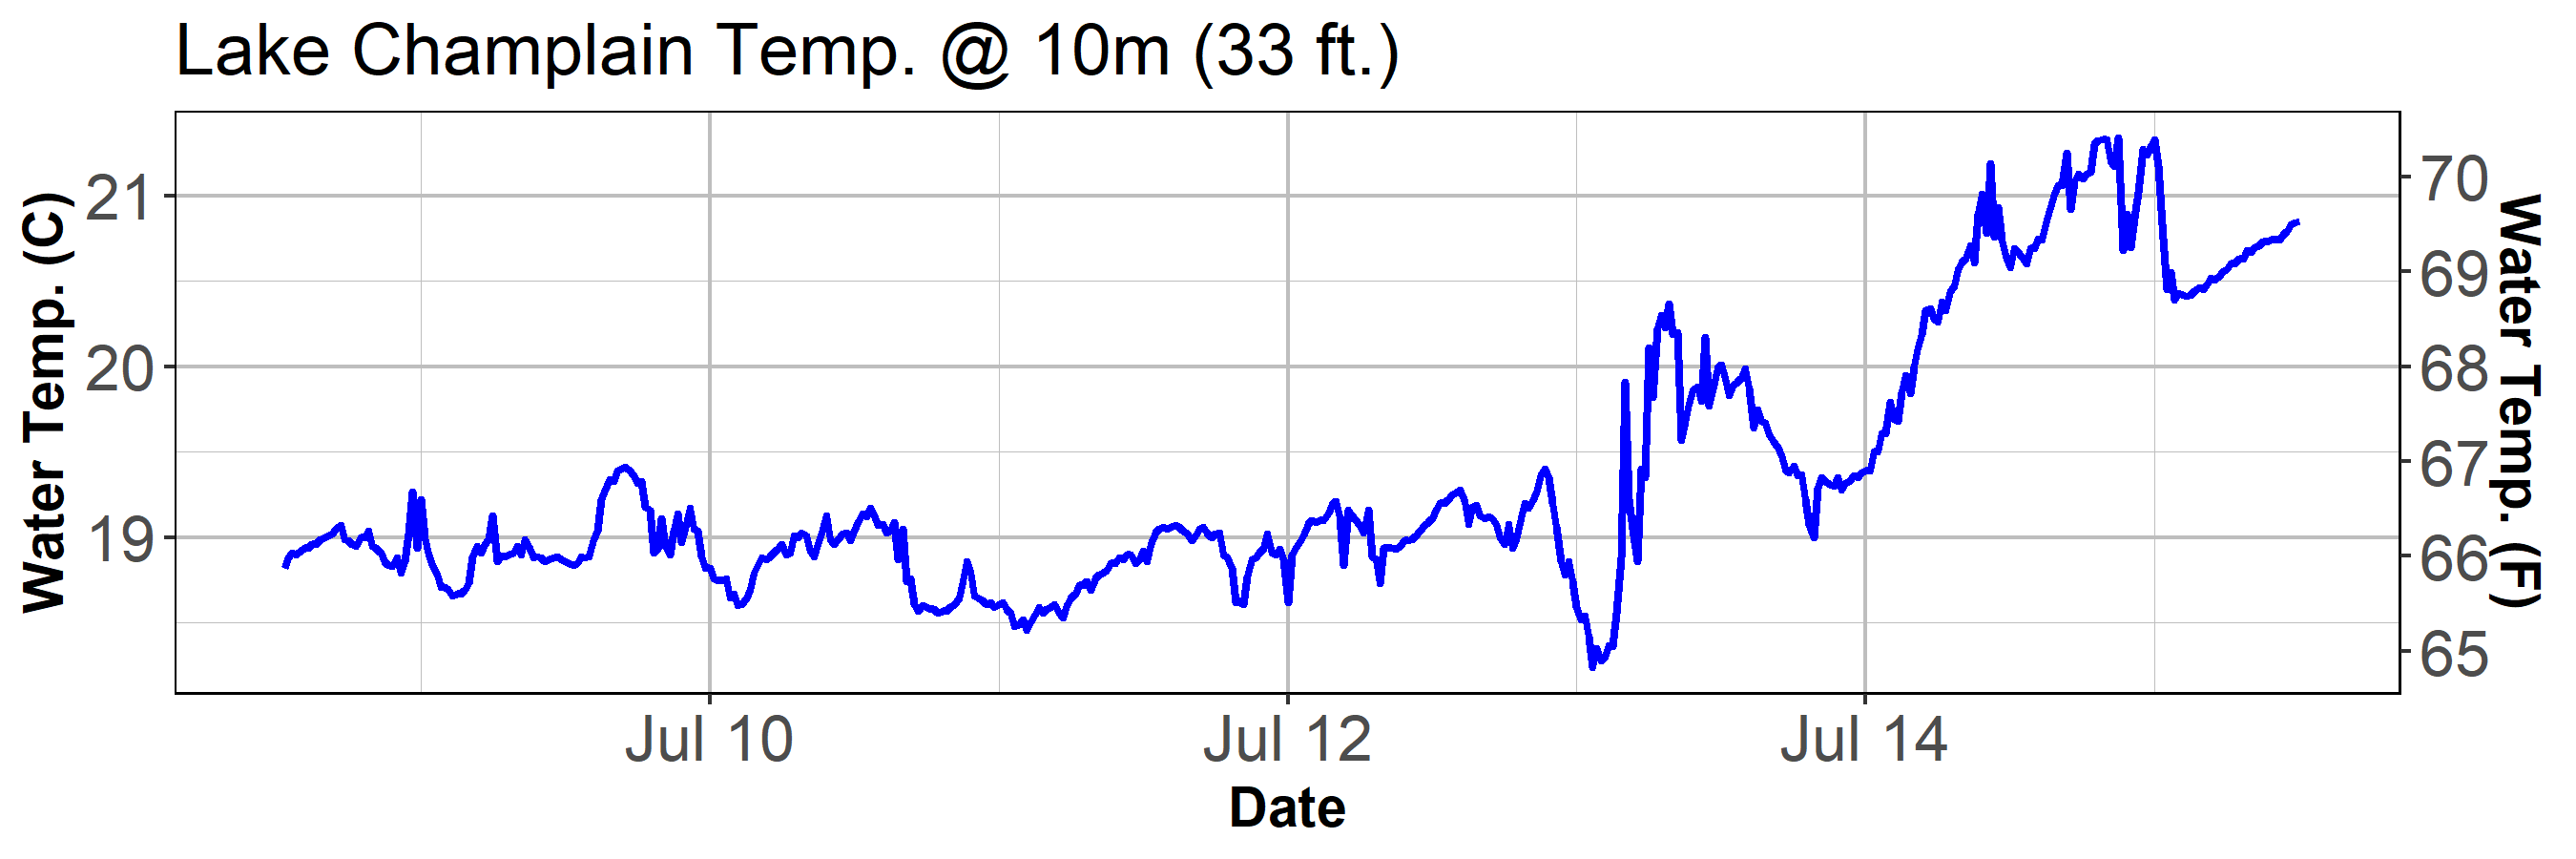 Lake Champlain Temp. @ 10m (33 ft.)
Water Temp. (C)
21
20
19
70
69
68
67
66
65
Water Temp. (F)
Jul 10
Jul 12
Jul 14
Date